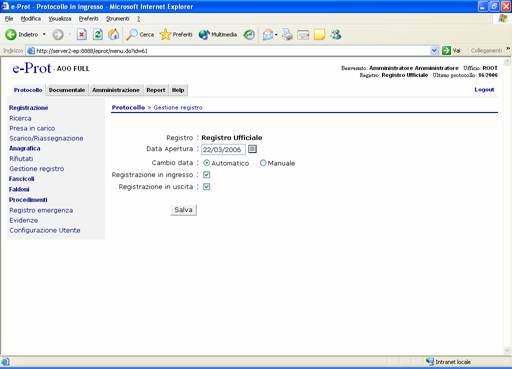 e-Prot - Protocollo in ingresso - Microsoft Internet Explorer
File Modifica Visualizza Preferiti Strumenti ?
Indietro Cerca Preferiti Multimedia
Indirizzo http://server2-ep:8888/eprot/menu.do?id=61 Vai Collegamenti »
e-Prot - AOO FULL
Benvenuto: Amministratore Amministratore Ufficio: ROOT
Registro: Registro Ufficiale - Ultimo protocollo: 96/2006
Protocollo Documentale Amministrazione Report Help Logout
Registrazione
Ricerca
Presa in carico
Scarico/Riassegnazione
Anagrafica
Rifiutati
Gestione registro
Fascicoli
Faldoni
Procedimenti
Registro emergenza
Evidenze
Configurazione Utente
Protocollo > Gestione registro
Registro : Registro Ufficiale
Data Apertura : 22/03/2006
Cambio data : Automatico Manuale
Registrazione in ingresso :
Registrazione in uscita :
Salva
Intranet locale